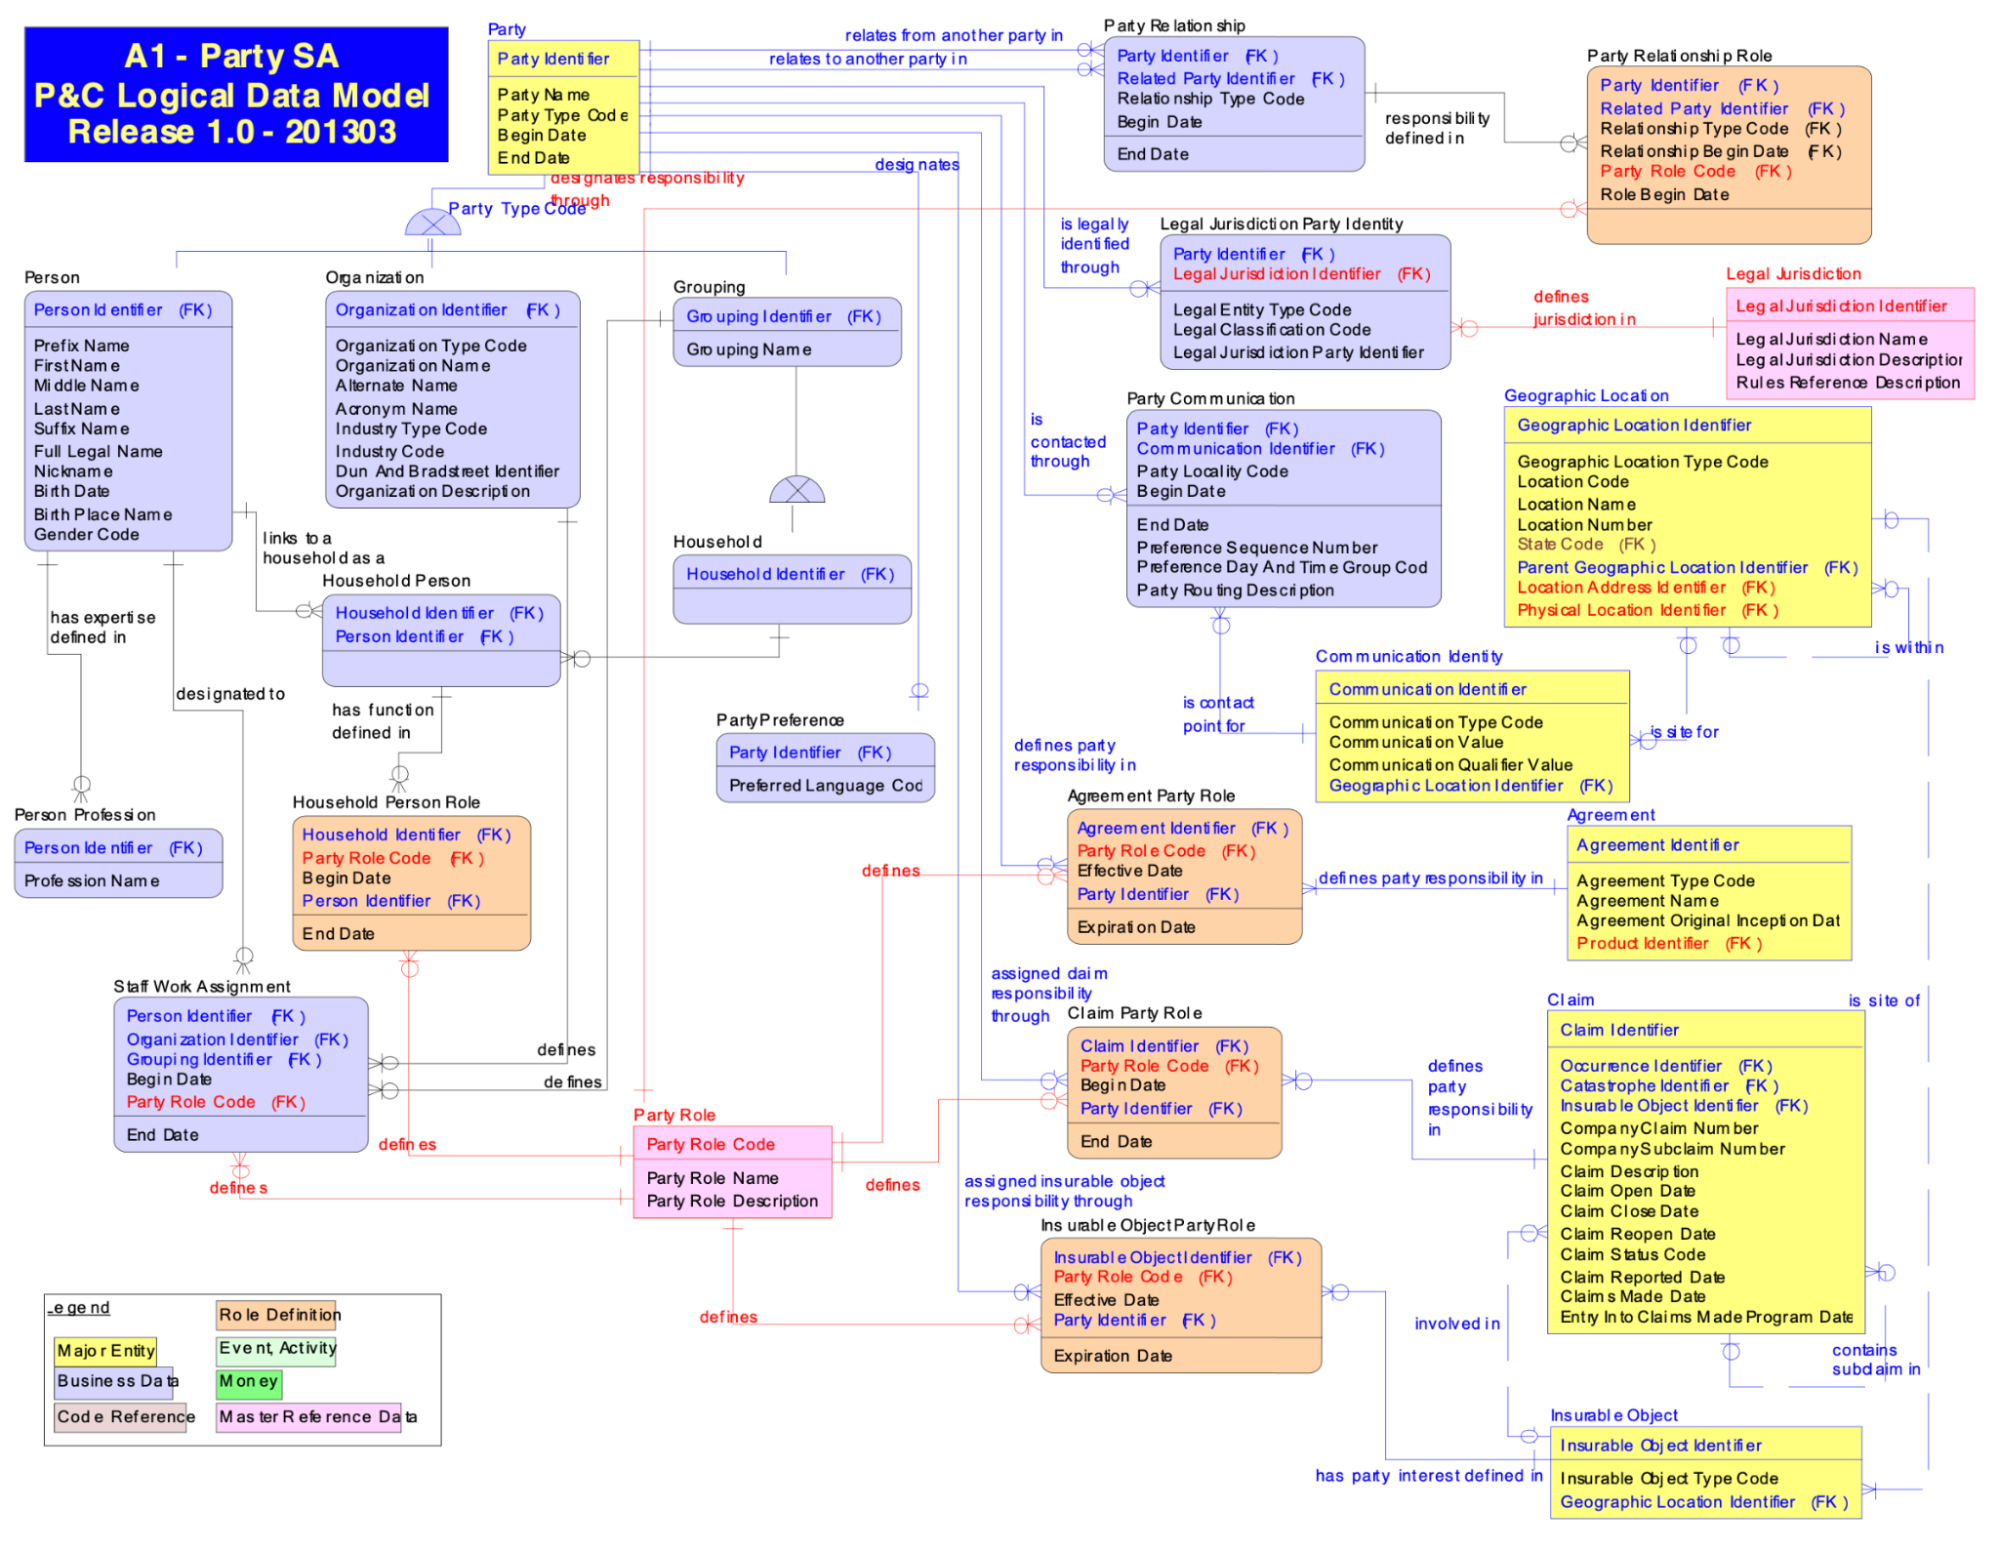 A1 - Party SA
P&C Logical Data Model
Release 1.0 - 201303
Party
Party Identifier
Party Name
Party Type Code
Begin Date
End Date
relates from another party in
relates to another party in
designates
designates responsibility
through
Party Type Code
Party Relationship
Party Identifier (FK)
Related Party Identifier (FK)
Relationship Type Code
Begin Date
End Date
responsibility
defined in
Party Relationship Role
Party Identifier (FK)
Related Party Identifier (FK)
Relationship Type Code (FK)
Relationship Begin Date (FK)
Party Role Code (FK)
Role Begin Date
is legally
identified
through
Legal Jurisdiction Party Identity
Party Identifier (FK)
Legal Jurisdiction Identifier (FK)
Legal Entity Type Code
Legal Classification Code
Legal Jurisdiction Party Identifier
defines
jurisdiction in
Legal Jurisdiction
Legal Jurisdiction Identifier
Legal Jurisdiction Name
Legal Jurisdiction Description
Rules Reference Description
Person
Person Identifier (FK)
Prefix Name
First Name
Middle Name
Last Name
Suffix Name
Full Legal Name
Nickname
Birth Date
Birth Place Name
Gender Code
Organization
Organization Identifier (FK)
Organization Type Code
Organization Name
Alternate Name
Acronym Name
Industry Type Code
Industry Code
Dun And Bradstreet Identifier
Organization Description
Grouping
Grouping Identifier (FK)
Grouping Name
Household
Household Identifier (FK)
links to a
household as a
Household Person
Household Identifier (FK)
Person Identifier (FK)
has expertise
defined in
designated to
has function
defined in
is
contacted
through
Party Communication
Party Identifier (FK)
Communication Identifier (FK)
Party Locality Code
Begin Date
End Date
Preference Sequence Number
Preference Day And Time Group Cod
Party Routing Description
Geographic Location
Geographic Location Identifier
Geographic Location Type Code
Location Code
Location Name
Location Number
State Code (FK)
Parent Geographic Location Identifier (FK)
Location Address Identifier (FK)
Physical Location Identifier (FK)
is within
Communication Identity
Communication Identifier
Communication Type Code
Communication Value
Communication Qualifier Value
Geographic Location Identifier (FK)
is contact
point for
is site for
Party Preference
Party Identifier (FK)
Preferred Language Cod
Person Profession
Person Identifier (FK)
Profession Name
Household Person Role
Household Identifier (FK)
Party Role Code (FK)
Begin Date
Person Identifier (FK)
End Date
defines party
responsibility in
Agreement Party Role
Agreement Identifier (FK)
Party Role Code (FK)
Effective Date
Party Identifier (FK)
Expiration Date
defines
defines party responsibility in
Agreement
Agreement Identifier
Agreement Type Code
Agreement Name
Agreement Original Inception Dat
Product Identifier (FK)
Staff Work Assignment
Person Identifier (FK)
Organization Identifier (FK)
Grouping Identifier (FK)
Begin Date
Party Role Code (FK)
End Date
defines
defines
defines
defines
Party Role
Party Role Code
Party Role Name
Party Role Description
assigned claim
responsibility
through
Claim Party Role
Claim Identifier (FK)
Party Role Code (FK)
Begin Date
Party Identifier (FK)
End Date
defines
defines
party
responsibility
in
Claim
is site of
Claim Identifier
Occurrence Identifier (FK)
Catastrophe Identifier (FK)
Insurable Object Identifier (FK)
Company Claim Number
Company Subclaim Number
Claim Description
Claim Open Date
Claim Close Date
Claim Reopen Date
Claim Status Code
Claim Reported Date
Claims Made Date
Entry Into Claims Made Program Date
assigned insurable object
responsibility through
Insurable Object Party Role
Insurable Object Identifier (FK)
Party Role Code (FK)
Effective Date
Party Identifier (FK)
Expiration Date
defines
involved in
contains
subclaim in
Insurable Object
Insurable Object Identifier
Insurable Object Type Code
Geographic Location Identifier (FK)
has party interest defined in
Legend
Major Entity
Business Data
Code Reference
Role Definition
Event, Activity
Money
Master Reference Data